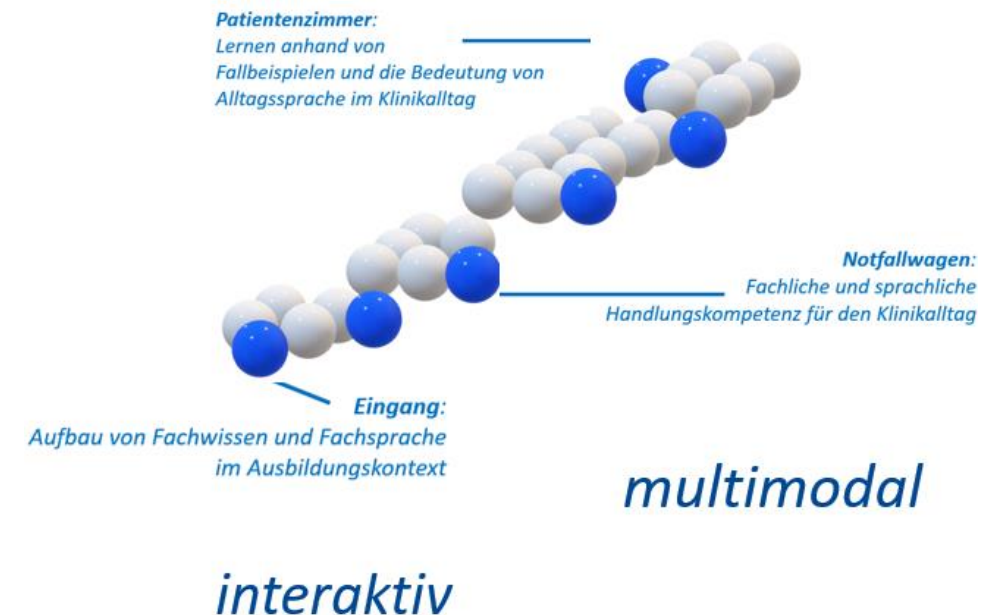 Patientenzimmer:
Lernen anhand von
Fallbeispielen und die Bedeutung von
Alltagssprache im Klinikalltag
Notfallwagen:
Fachliche und sprachliche
Handlungskompetenz für den Klinikalltag
Eingang:
Aufbau von Fachwissen und Fachsprache
im Ausbildungskontext
multimodal
interaktiv